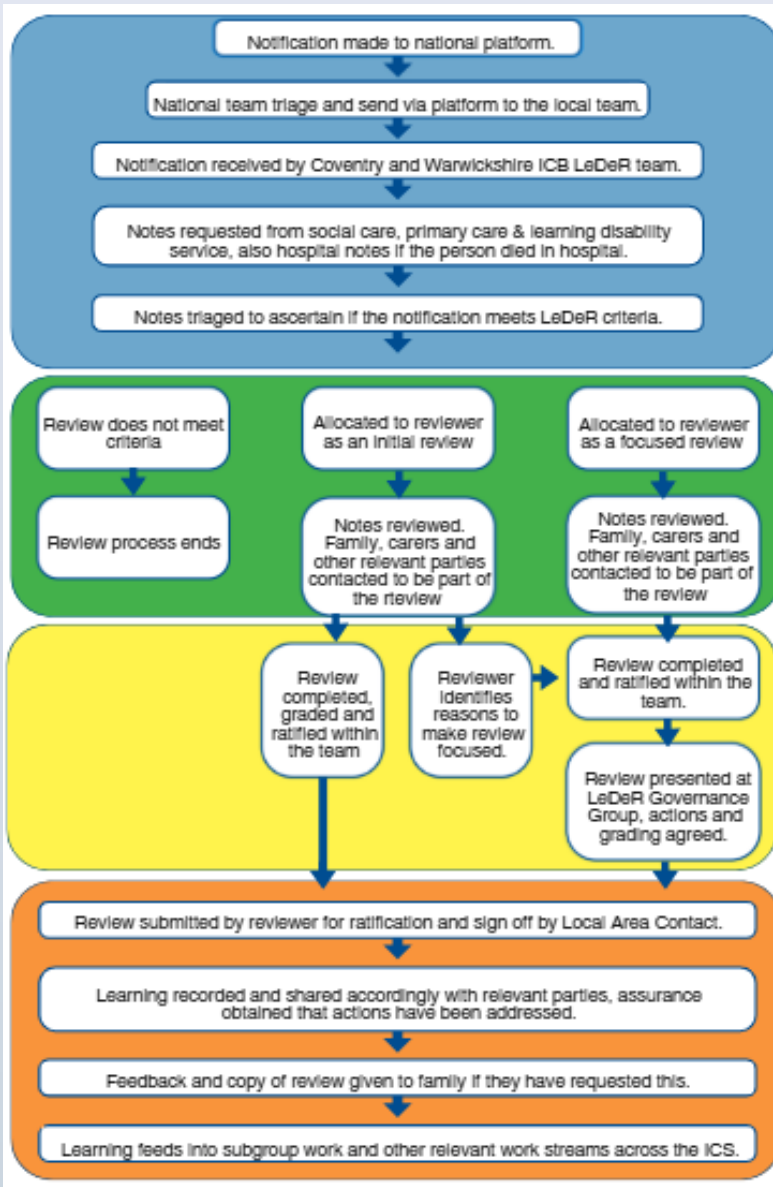 Notification made to national platform.
National team triage and send via platform to the local team.
Notification received by Coventry and Warwickshire ICB LeDeR team.
Notes requested from social care, primary care & learning disability
service, also hospital notes if the person died in hospital.
Notes triaged to ascertain if the notification meets LeDeR criteria.
Review does not meet
criteria
Review process ends
Allocated to reviewer
as an initial review
Notes reviewed.
Family, carers and
other relevant parties
contacted to be part of
the rteview
Allocated to reviewer
as a focused review
Notes reviewed.
Family, carers and
other relevant parties
contacted to be part of
the review
Review
completed,
graded and
ratified within
the team
Reviewer
identifies
reasons to
make review
focused.
Review completed
and ratified within the
team.
Review presented at
LeDeR Governance
Group, actions and
grading agreed.
Review submitted by reviewer for ratification and sign off by Local Area Contact.
Learning recorded and shared accordingly with relevant parties, assurance
obtained that actions have been addressed.
Feedback and copy of review given to family if they have requested this.
Learning feeds into subgroup work and other relevant work streams across the ICS.